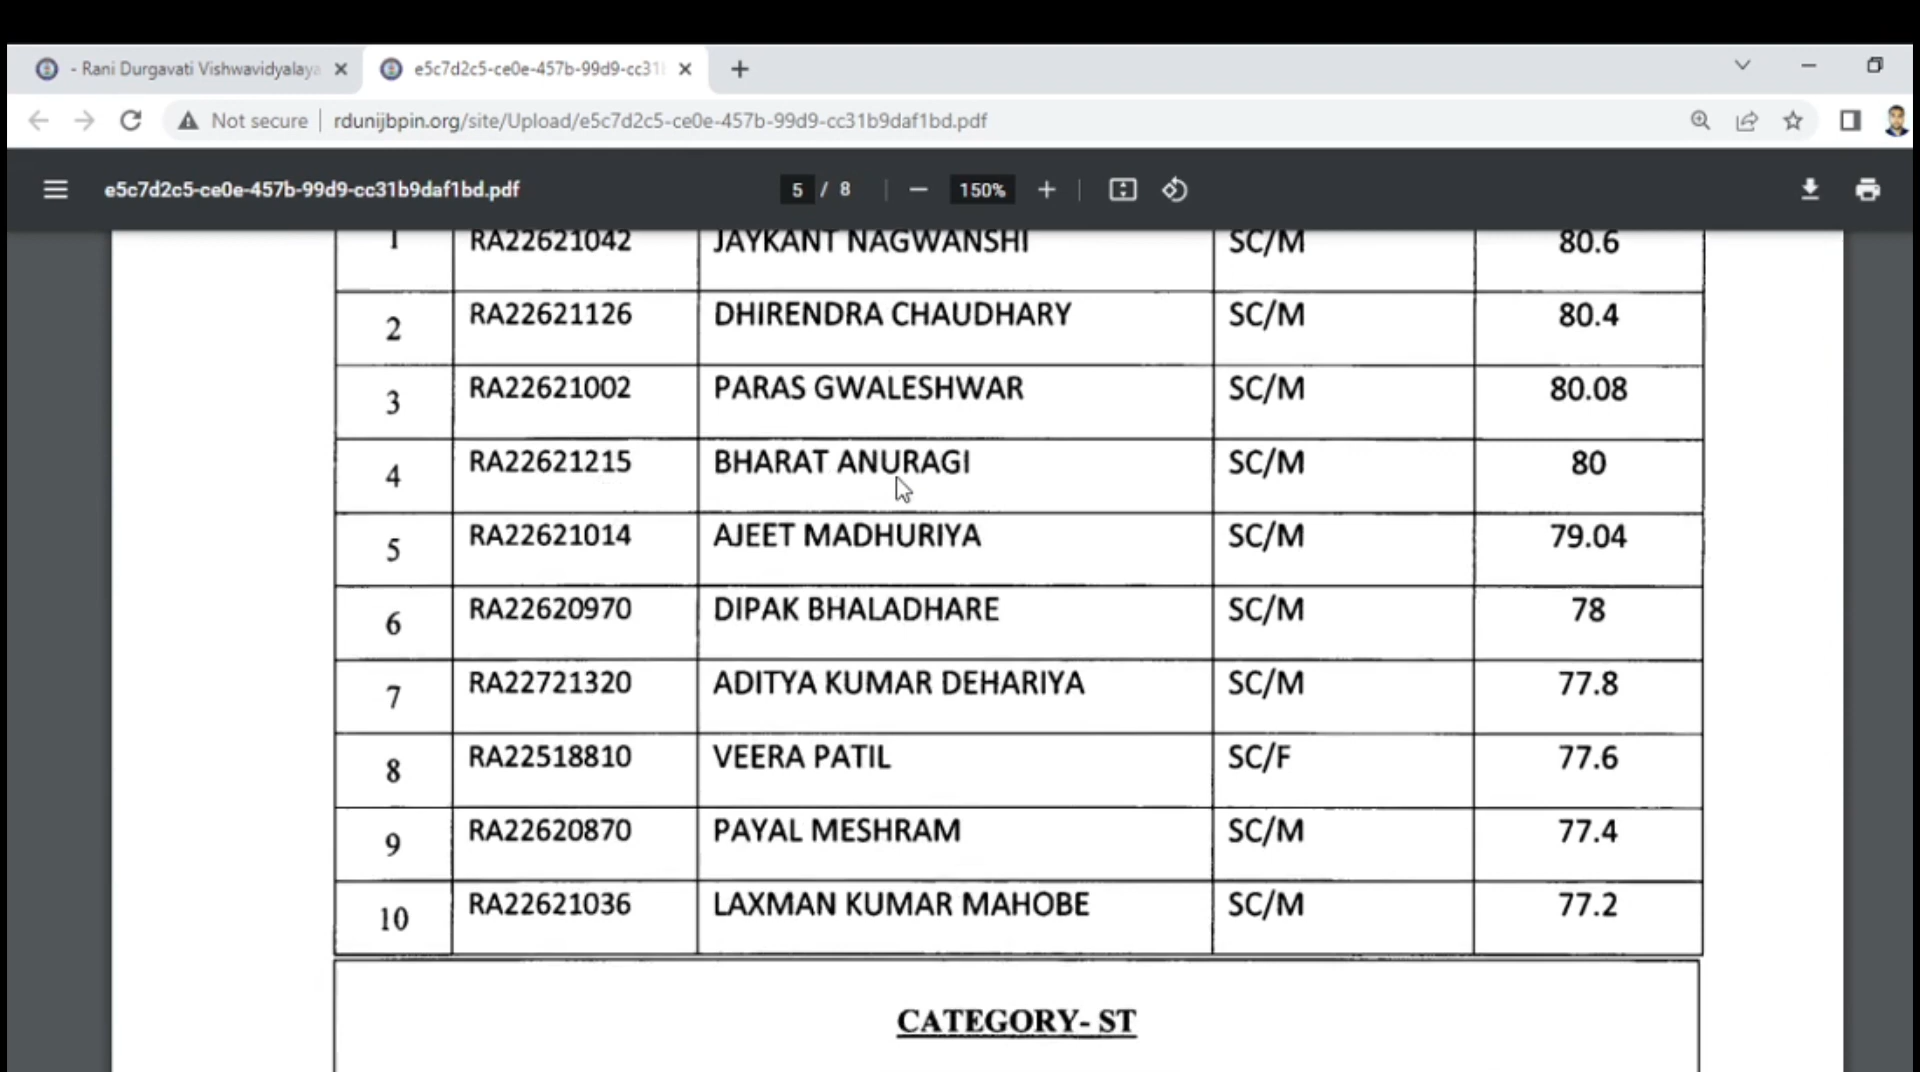 - Rani Durgavati Vishwavidyalaya
e5c7d2c5-ce0e-457b-99d9-cc31
Not secure rdunijbpin.org/site/Upload/e5c7d2c5-ce0e-457b-99d9-cc31b9daf1bd.pdf
e5c7d2c5-ce0e-457b-99d9-cc31b9daf1bd.pdf 5 / 8 150%
1 RA22621042 JAYKANT NAGWANSHI SC/M 80.6
2 RA22621126 DHIRENDRA CHAUDHARY SC/M 80.4
3 RA22621002 PARAS GWALESHWAR SC/M 80.08
4 RA22621215 BHARAT ANURAGI SC/M 80
5 RA22621014 AJEET MADHURIYA SC/M 79.04
6 RA22620970 DIPAK BHALADHARE SC/M 78
7 RA22721320 ADITYA KUMAR DEHARIYA SC/M 77.8
8 RA22518810 VEERA PATIL SC/F 77.6
9 RA22620870 PAYAL MESHRAM SC/M 77.4
10 RA22621036 LAXMAN KUMAR MAHOBE SC/M 77.2
CATEGORY- ST